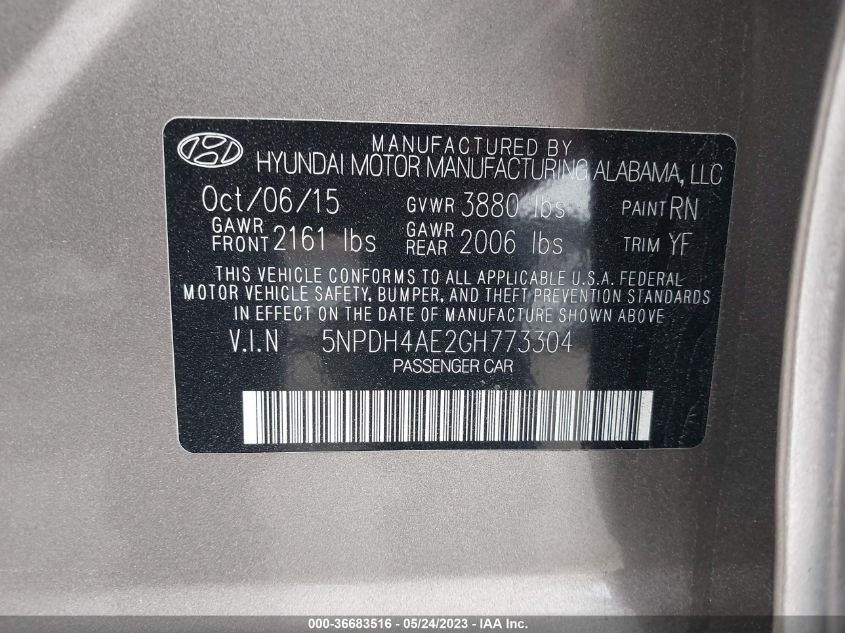 MANUFACTURED BY
HYUNDAI MOTOR MANUFACTURING ALABAMA, LLC
Oct/06/15 GVWR 3880 lbs PAINT RN
GAWR FRONT 2161 lbs GAWR REAR 2006 lbs TRIM YF
THIS VEHICLE CONFORMS TO ALL APPLICABLE U.S.A. FEDERAL
MOTOR VEHICLE SAFETY, BUMPER, AND THEFT PREVENTION STANDARDS
IN EFFECT ON THE DATE OF MANUFACTURE SHOWN ABOVE.
V.I.N 5NPDH4AE2GH773304
PASSENGER CAR
000-36683516 - 05/24/2023 - IAA Inc.